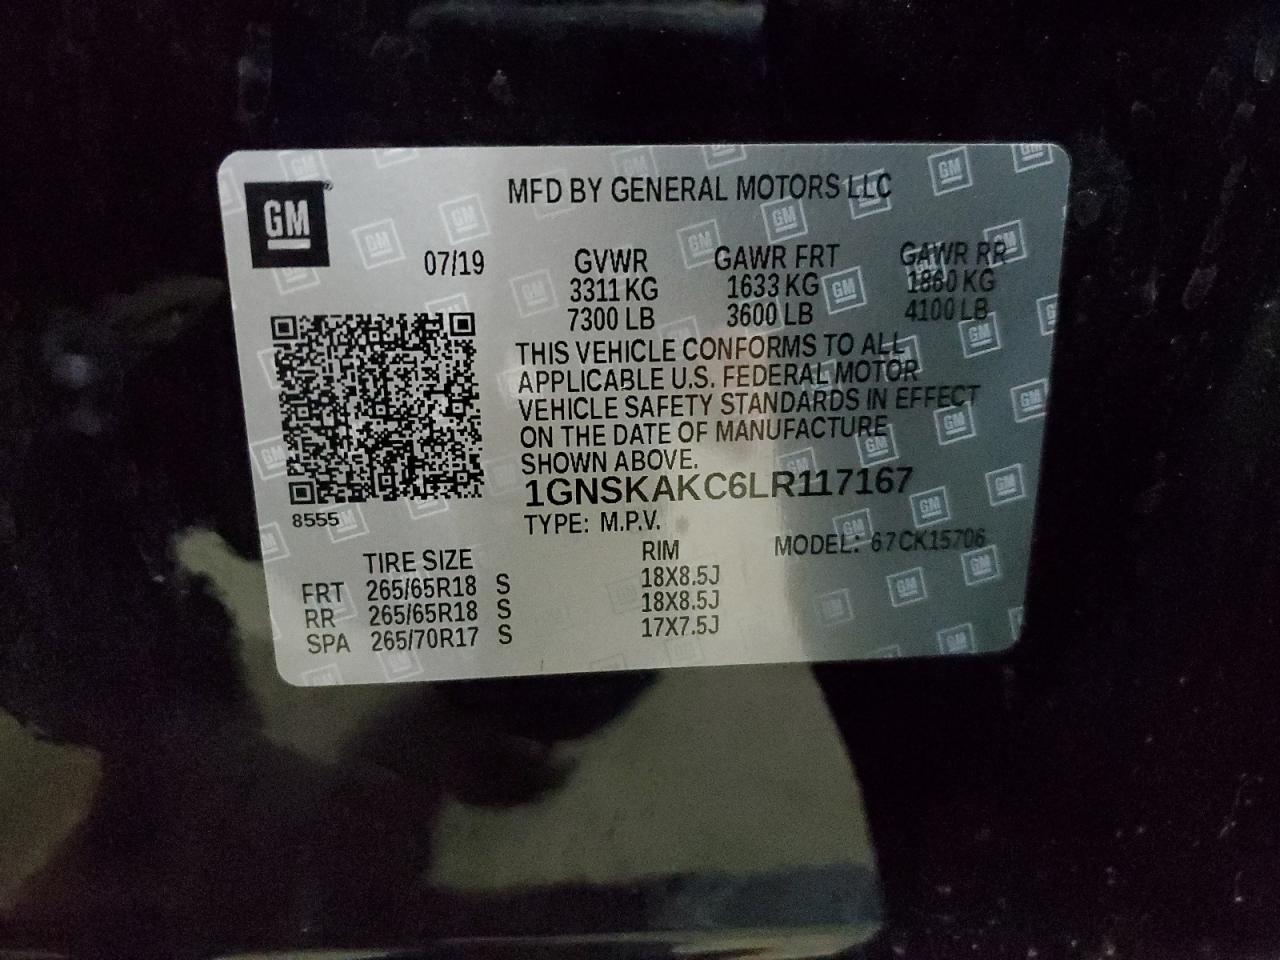 GM
MFD BY GENERAL MOTORS LLC
07/19
GVWR GAWR FRT GAWR RR
3311 KG 1633 KG 1860 KG
7300 LB 3600 LB 4100 LB
THIS VEHICLE CONFORMS TO ALL
APPLICABLE U.S. FEDERAL MOTOR
VEHICLE SAFETY STANDARDS IN EFFECT
ON THE DATE OF MANUFACTURE
SHOWN ABOVE.
1GNSKAKC6LR117167
8555
TYPE: M.P.V.
MODEL: 67CK15706
TIRE SIZE RIM
FRT 265/65R18 S 18X8.5J
RR 265/65R18 S 18X8.5J
SPA 265/70R17 S 17X7.5J